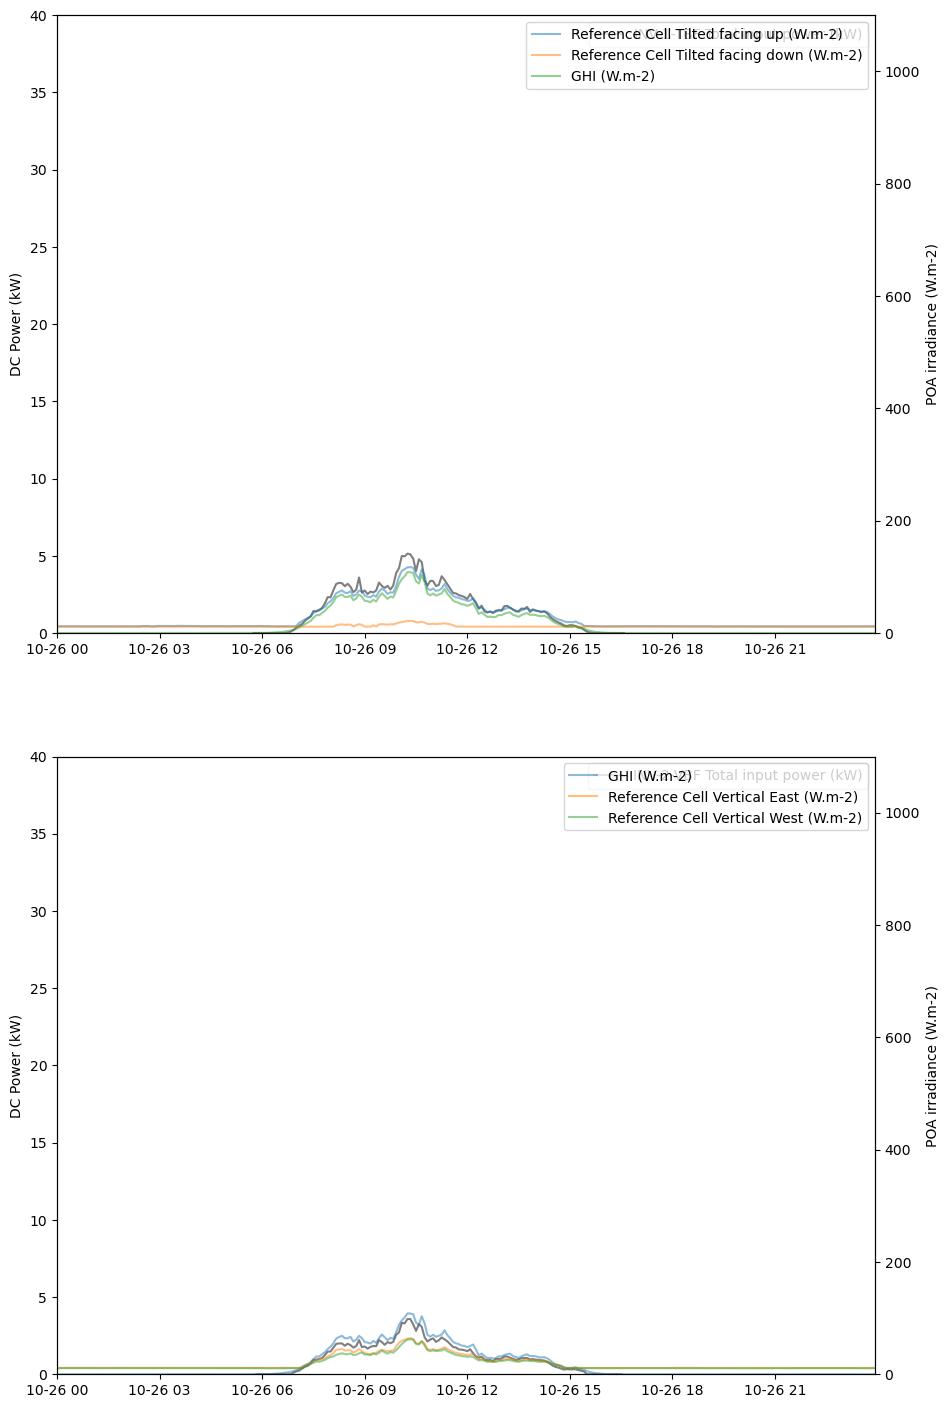 40
35
30
25
20
15
10
5
0
DC Power (kW)
Reference Cell Tilted facing up (W.m-2)
Reference Cell Tilted facing down (W.m-2)
GHI (W.m-2)
1000
800
600
400
200
0
POA irradiance (W.m-2)
10-26 00 10-26 03 10-26 06 10-26 09 10-26 12 10-26 15 10-26 18 10-26 21
40
35
30
25
20
15
10
5
0
DC Power (kW)
GHI (W.m-2)
Total input power (kW)
Reference Cell Vertical East (W.m-2)
Reference Cell Vertical West (W.m-2)
1000
800
600
400
200
0
POA irradiance (W.m-2)
10-26 00 10-26 03 10-26 06 10-26 09 10-26 12 10-26 15 10-26 18 10-26 21